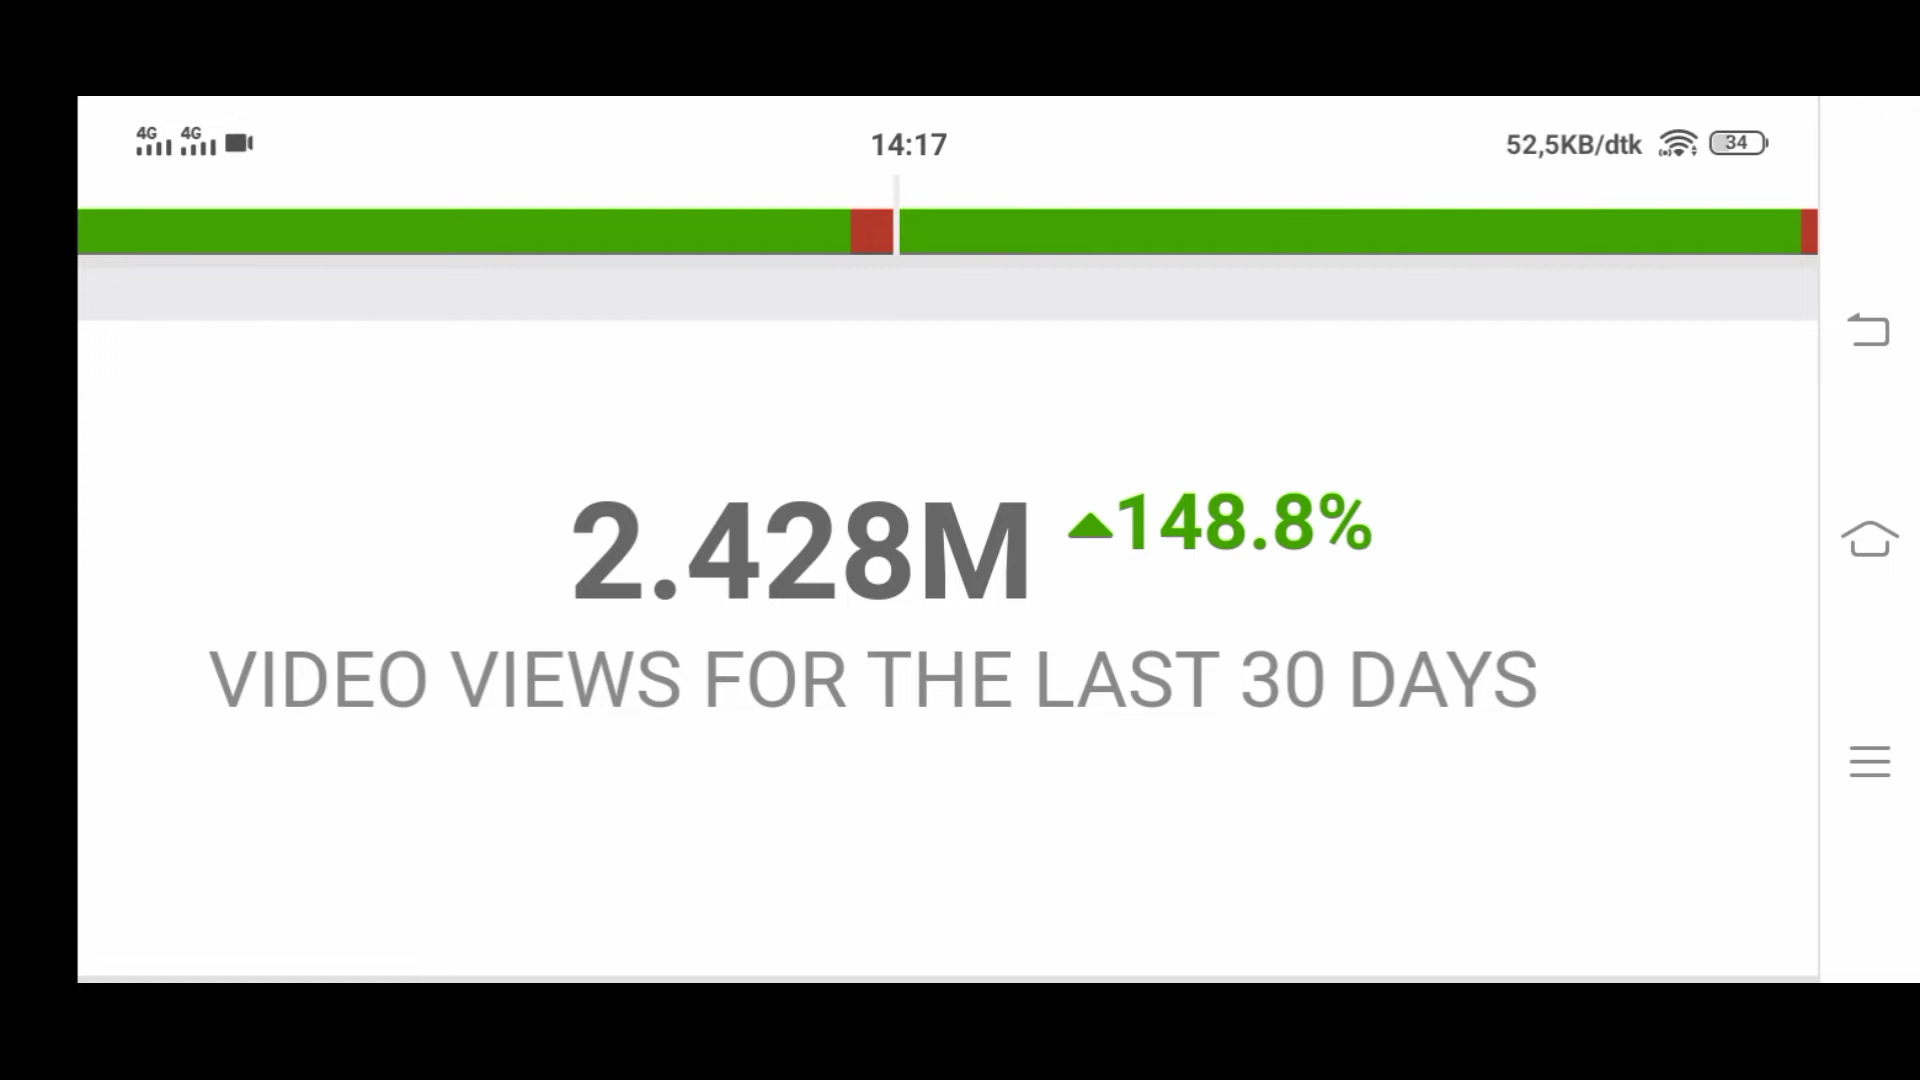 4G 4G 14:17 52,5KB/dtk 34
2.428M ▲148.8%
VIDEO VIEWS FOR THE LAST 30 DAYS